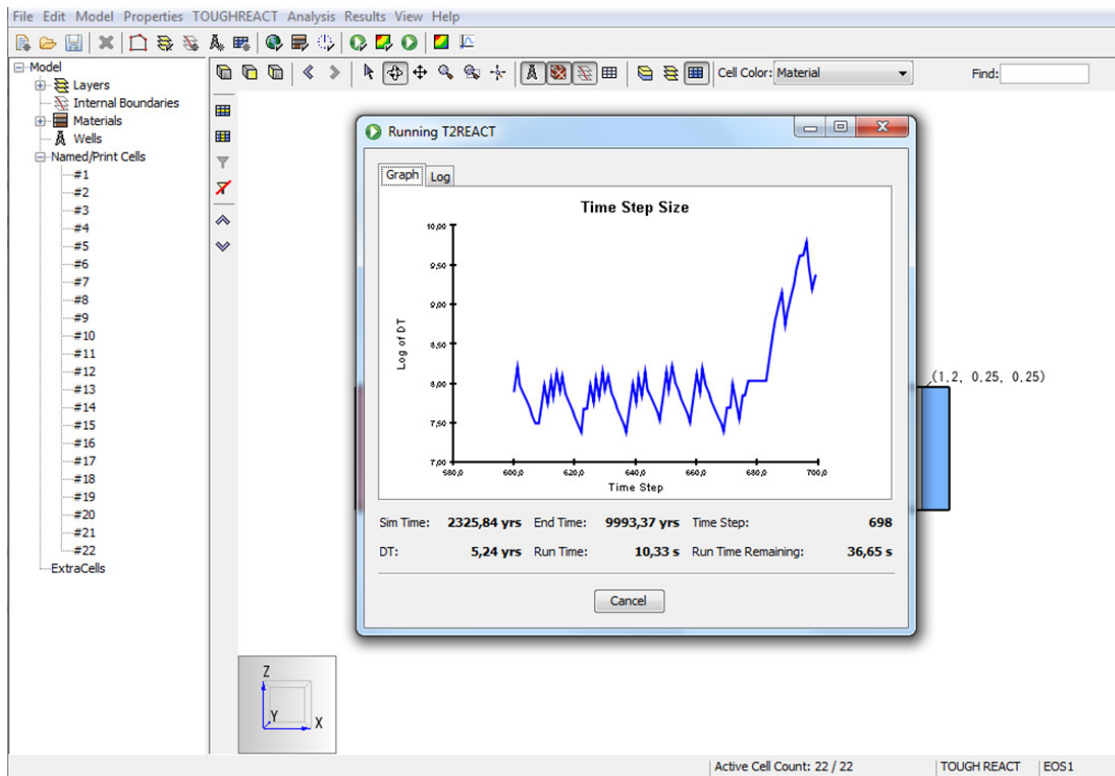 File Edit Model Properties TOUGHREACT Analysis Results View Help
Cell Color: Material
Find:
Model
Layers
Internal Boundaries
Materials
Wells
Named/Print Cells
#1
#2
#3
#4
#5
#6
#7
#8
#9
#10
#11
#12
#13
#14
#15
#16
#17
#18
#19
#20
#21
#22
ExtraCells
Running T2REACT
Graph Log
Time Step Size
Log of DT
10,00
9,50
9,00
8,50
8,00
7,50
7,00
580,0 600,0 620,0 640,0 660,0 680,0 700,0
Time Step
Sim Time: 2325,84 yrs End Time: 9993,37 yrs Time Step: 698
DT: 5,24 yrs Run Time: 10,33 s Run Time Remaining: 36,65 s
Cancel
(1.2, 0.25, 0.25)
Z
Y
X
Active Cell Count: 22 / 22 TOUGH REACT EOS1